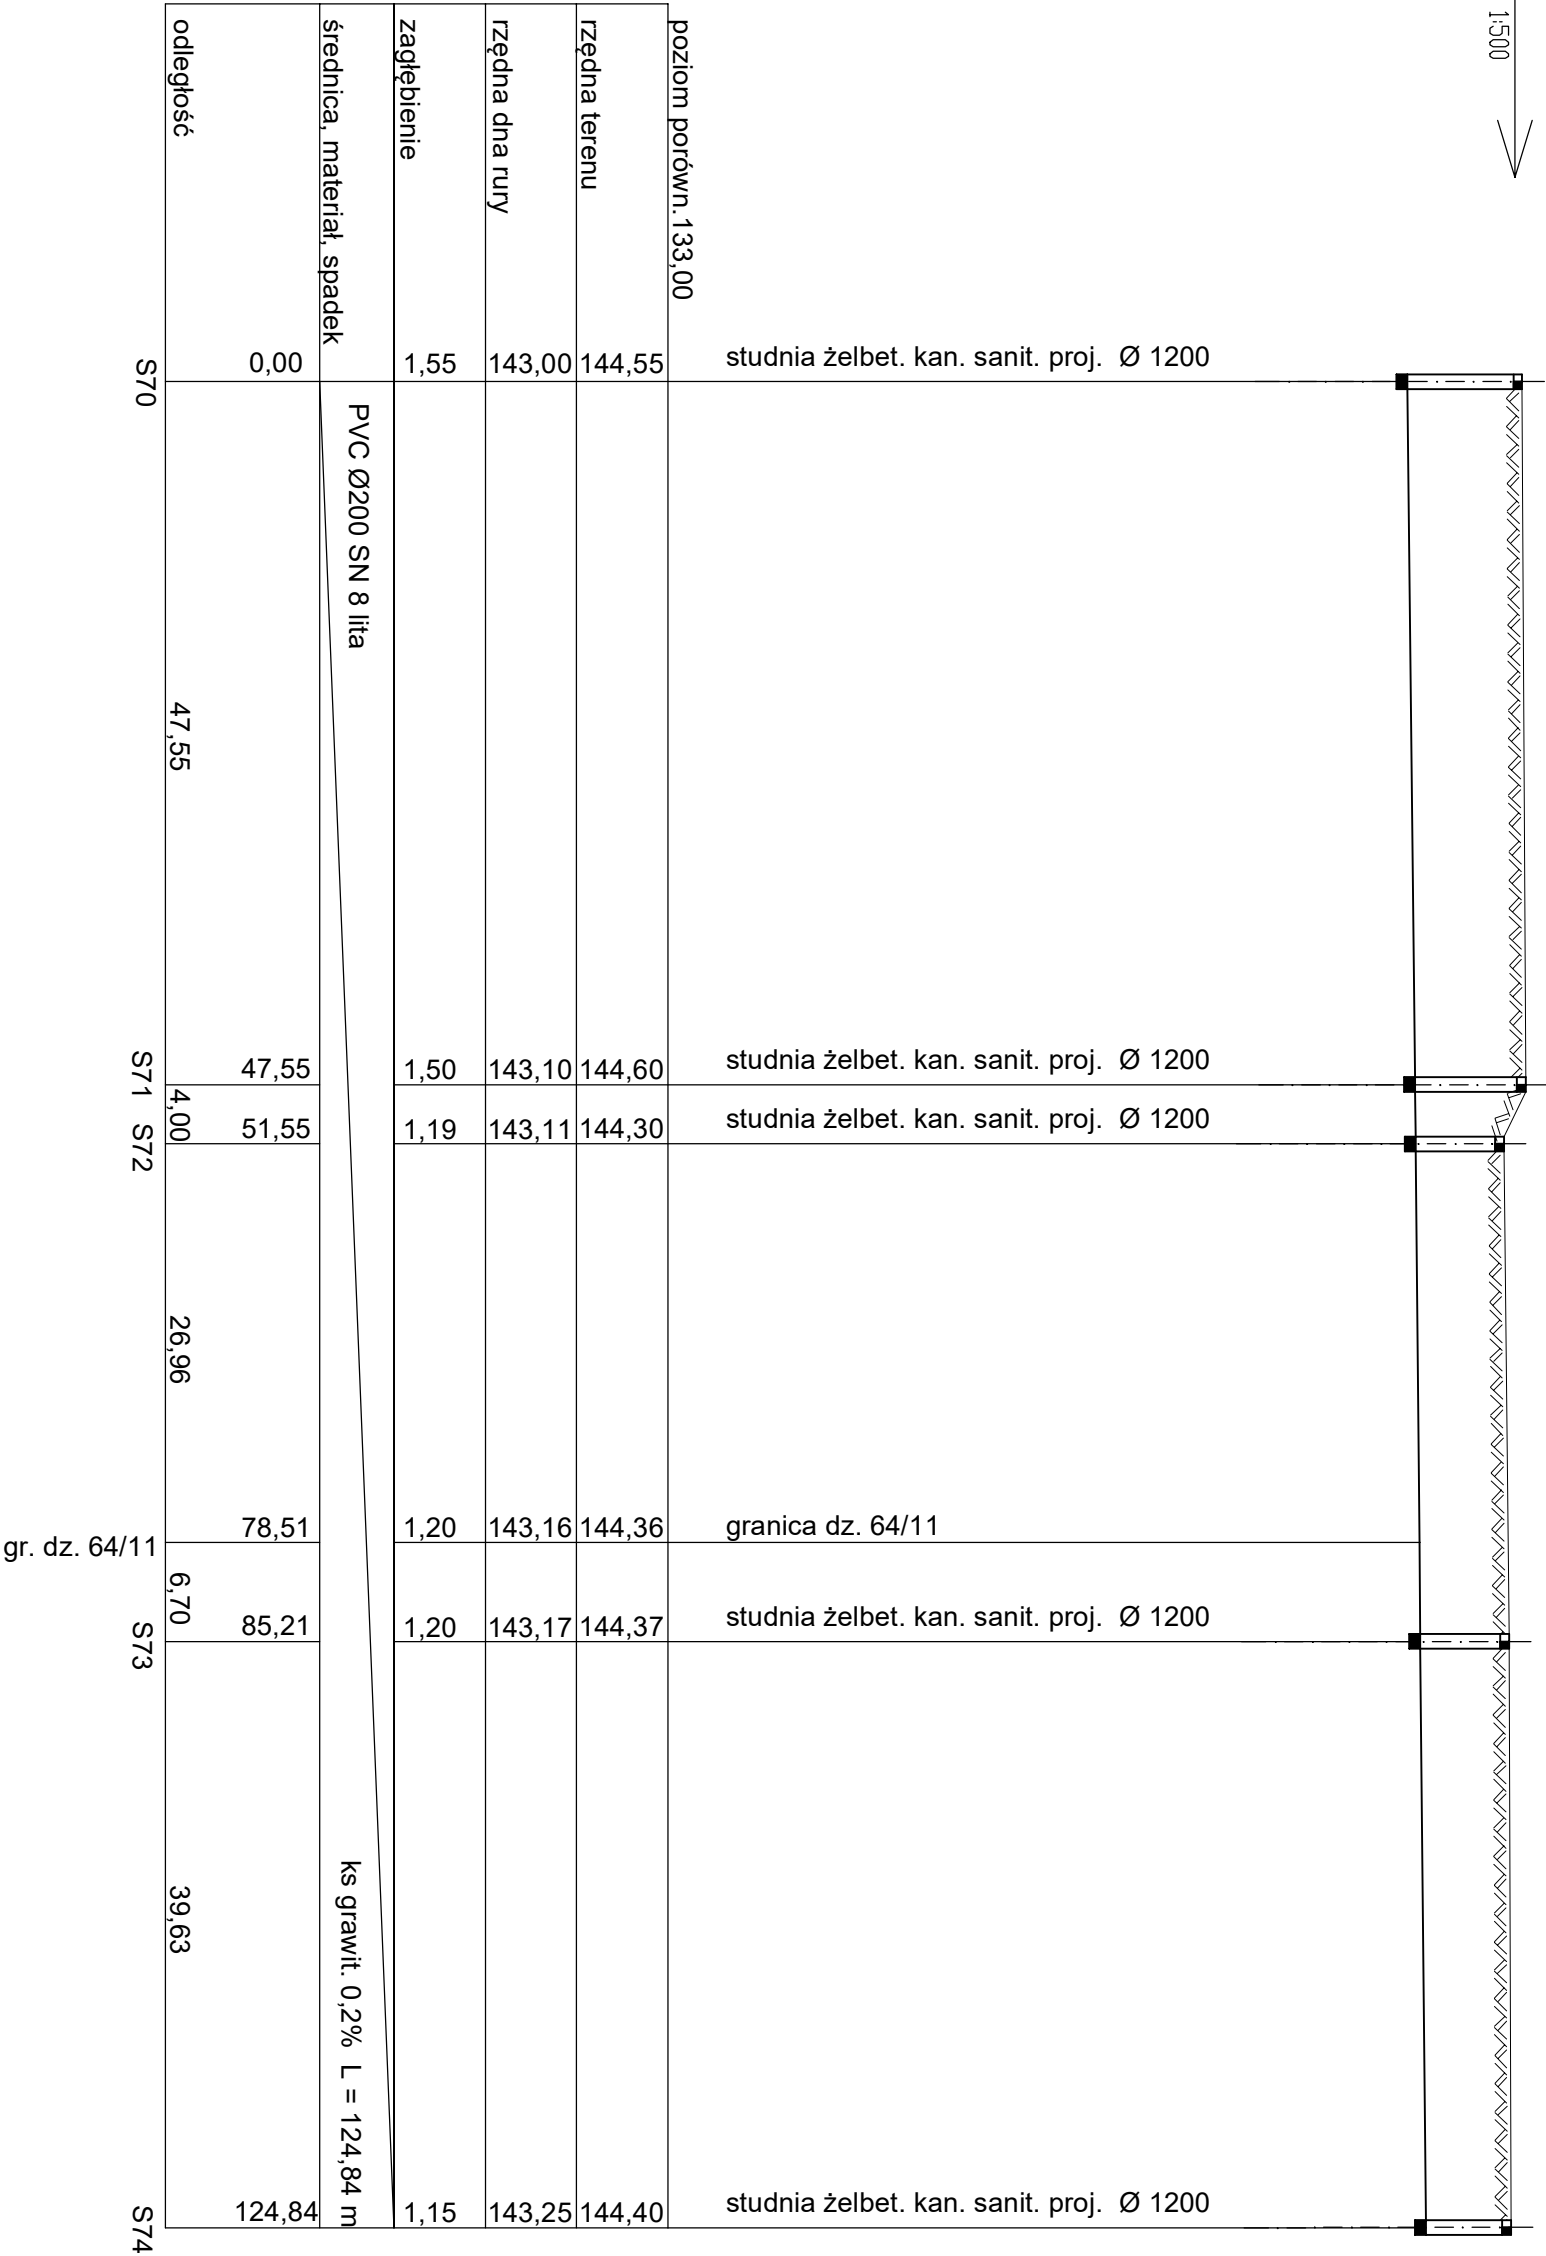 1:500
poziom porówn.133,00
rzędna terenu
rzędna dna rury
zagłębienie
średnica, materiał, spadek
odległość
studnia żelbet. kan. sanit. proj. Ø 1200
144,55
143,00
1,55
0,00
S70
PVC Ø200 SN 8 lita
47,55
studnia żelbet. kan. sanit. proj. Ø 1200
144,60
143,10
1,50
47,55
S71
4,00
studnia żelbet. kan. sanit. proj. Ø 1200
144,30
143,11
1,19
51,55
S72
26,96
granica dz. 64/11
144,36
143,16
1,20
78,51
gr. dz. 64/11
6,70
studnia żelbet. kan. sanit. proj. Ø 1200
144,37
143,17
1,20
85,21
S73
39,63
ks grawit. 0,2% L = 124,84 m
studnia żelbet. kan. sanit. proj. Ø 1200
144,40
143,25
1,15
124,84
S74